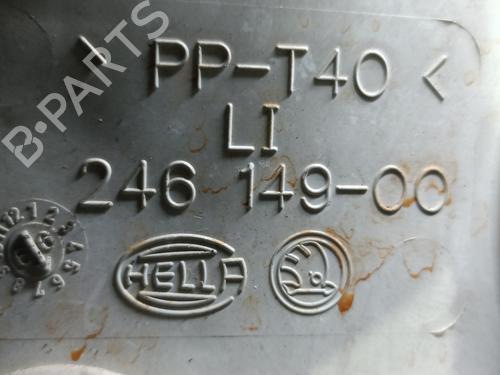 > PP-T40 <
LI
246 149-00
HELLA
B-PARTS